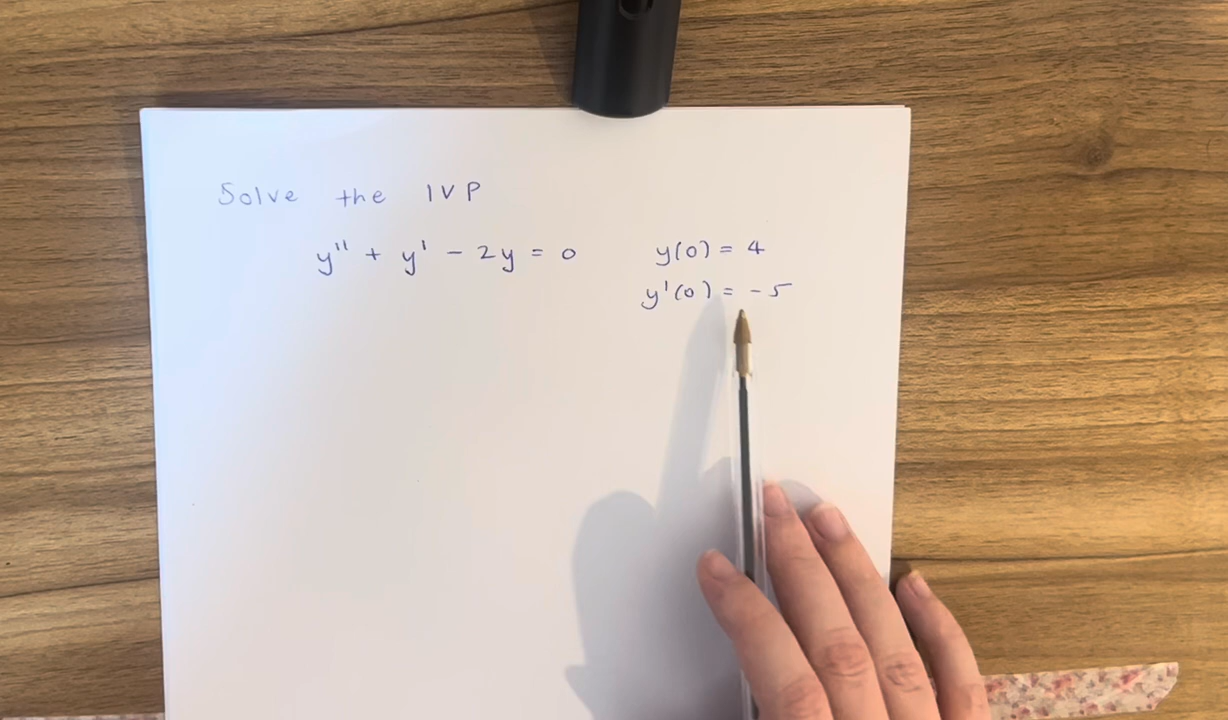 Solve the IVP
y'' + y' - 2y = 0 y(0) = 4
y'(0) = -5